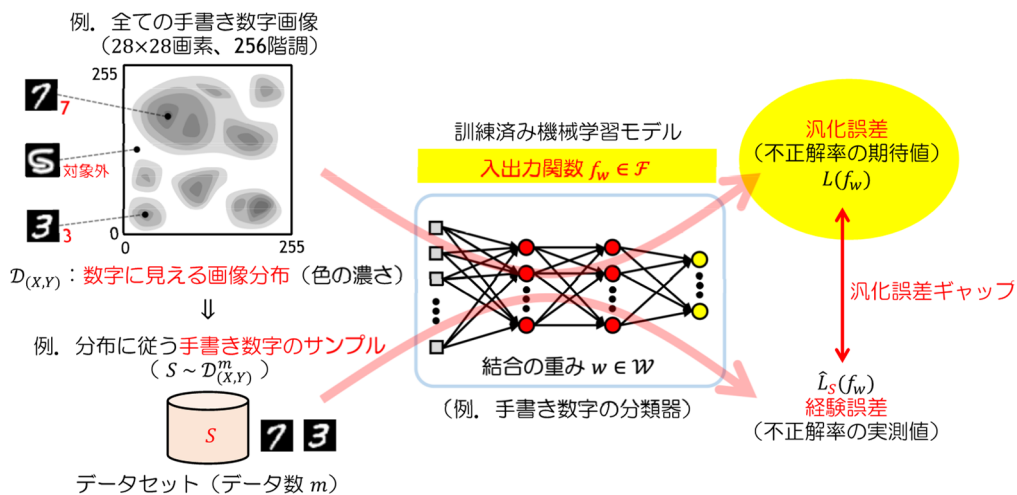 例．全ての手書き数字画像
（28×28画素、256階調）
255
7
対象外
3
0
0
255
𝒟(X,Y)：数字に見える画像分布（色の濃さ）
⇓
例．分布に従う手書き数字のサンプル
（ S ~ 𝒟ᵐ(X,Y) ）
S
7 3
データセット（データ数 m）
訓練済み機械学習モデル
入出力関数 f_w ∈ ℱ
結合の重み w ∈ 𝒲
（例．手書き数字の分類器）
汎化誤差
（不正解率の期待値）
L(f_w)
汎化誤差ギャップ
L̂_S(f_w)
経験誤差
（不正解率の実測値）